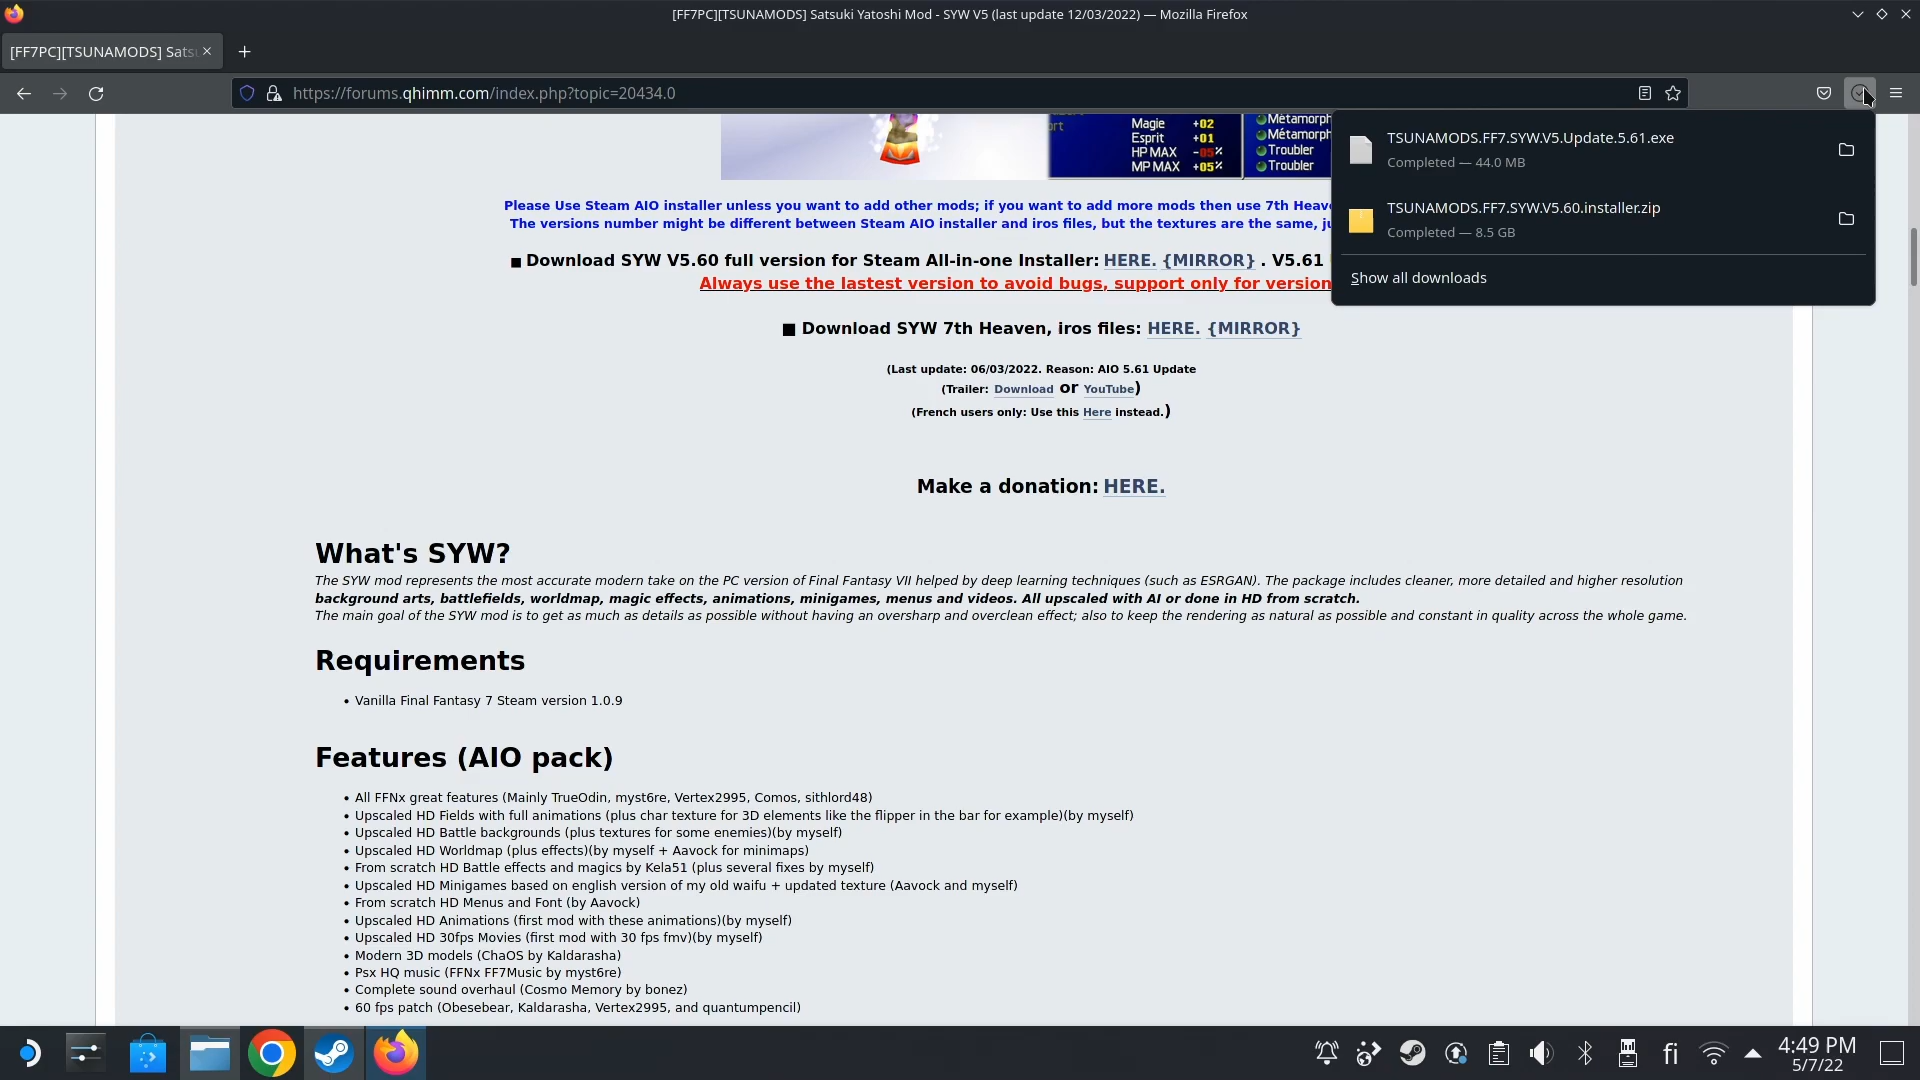 [FF7PC][TSUNAMODS] Satsuki Yatoshi Mod - SYW V5 (last update 12/03/2022) — Mozilla Firefox
[FF7PC][TSUNAMODS] Sats
https://forums.qhimm.com/index.php?topic=20434.0
Magie +02
Esprit +01
HP MAX -05%
MP MAX +05%
Métamorph
Métamorph
Troubler
Troubler
TSUNAMODS.FF7.SYW.V5.Update.5.61.exe
Completed — 44.0 MB
TSUNAMODS.FF7.SYW.V5.60.installer.zip
Completed — 8.5 GB
Show all downloads
Please Use Steam AIO installer unless you want to add other mods; if you want to add more mods then use 7th Heav
The versions number might be different between Steam AIO installer and iros files, but the textures are the same, ju
■ Download SYW V5.60 full version for Steam All-in-one Installer: HERE. {MIRROR} . V5.61
Always use the lastest version to avoid bugs, support only for version
■ Download SYW 7th Heaven, iros files: HERE. {MIRROR}
(Last update: 06/03/2022. Reason: AIO 5.61 Update
(Trailer: Download or YouTube)
(French users only: Use this Here instead.)
Make a donation: HERE.
What's SYW?
The SYW mod represents the most accurate modern take on the PC version of Final Fantasy VII helped by deep learning techniques (such as ESRGAN). The package includes cleaner, more detailed and higher resolution
background arts, battlefields, worldmap, magic effects, animations, minigames, menus and videos. All upscaled with AI or done in HD from scratch.
The main goal of the SYW mod is to get as much as details as possible without having an oversharp and overclean effect; also to keep the rendering as natural as possible and constant in quality across the whole game.
Requirements
• Vanilla Final Fantasy 7 Steam version 1.0.9
Features (AIO pack)
• All FFNx great features (Mainly TrueOdin, myst6re, Vertex2995, Comos, sithlord48)
• Upscaled HD Fields with full animations (plus char texture for 3D elements like the flipper in the bar for example)(by myself)
• Upscaled HD Battle backgrounds (plus textures for some enemies)(by myself)
• Upscaled HD Worldmap (plus effects)(by myself + Aavock for minimaps)
• From scratch HD Battle effects and magics by Kela51 (plus several fixes by myself)
• Upscaled HD Minigames based on english version of my old waifu + updated texture (Aavock and myself)
• From scratch HD Menus and Font (by Aavock)
• Upscaled HD Animations (first mod with these animations)(by myself)
• Upscaled HD 30fps Movies (first mod with 30 fps fmv)(by myself)
• Modern 3D models (ChaOS by Kaldarasha)
• Psx HQ music (FFNx FF7Music by myst6re)
• Complete sound overhaul (Cosmo Memory by bonez)
• 60 fps patch (Obesebear, Kaldarasha, Vertex2995, and quantumpencil)
fi
4:49 PM
5/7/22